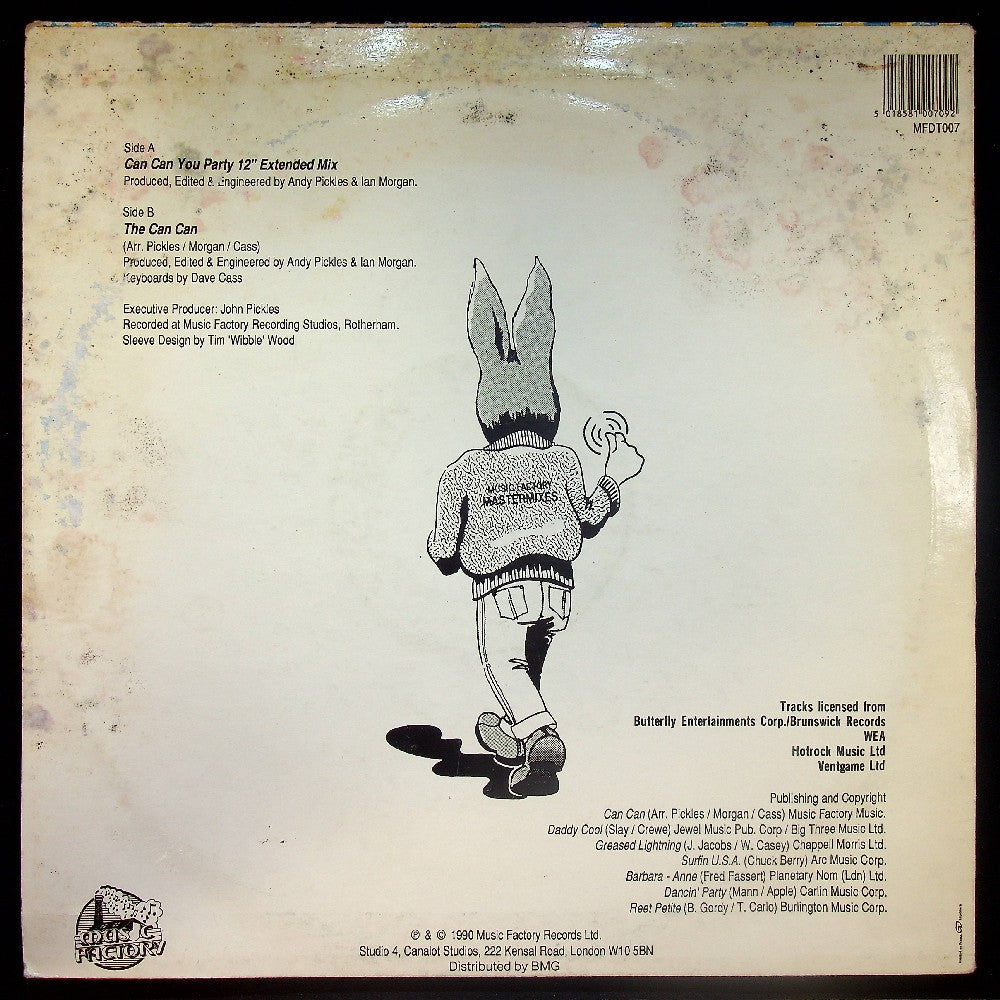 5 018581 007092
MFDT007
Side A
Can Can You Party 12" Extended Mix
Produced, Edited & Engineered by Andy Pickles & Ian Morgan.
Side B
The Can Can
(Arr. Pickles / Morgan / Cass)
Produced, Edited & Engineered by Andy Pickles & Ian Morgan.
Keyboards by Dave Cass
Executive Producer: John Pickles
Recorded at Music Factory Recording Studios, Rotherham.
Sleeve Design by Tim 'Wibble' Wood
MUSIC FACTORY
MASTERMIXES
Tracks licensed from
Butterfly Entertainments Corp./Brunswick Records
WEA
Hotrock Music Ltd
Ventgame Ltd
Publishing and Copyright
Can Can (Arr. Pickles / Morgan / Cass) Music Factory Music.
Daddy Cool (Slay / Crewe) Jewel Music Pub. Corp / Big Three Music Ltd.
Greased Lightning (J. Jacobs / W. Casey) Chappell Morris Ltd.
Surfin U.S.A. (Chuck Berry) Arc Music Corp.
Barbara - Anne (Fred Fassert) Planetary Nom (Ldn) Ltd.
Dancin' Party (Mann / Apple) Carlin Music Corp.
Reet Petite (B. Gordy / T. Carlo) Burlington Music Corp.
MUSIC
FACTORY
℗ & © 1990 Music Factory Records Ltd.
Studio 4, Canalot Studios, 222 Kensal Road, London W10 5BN
Distributed by BMG